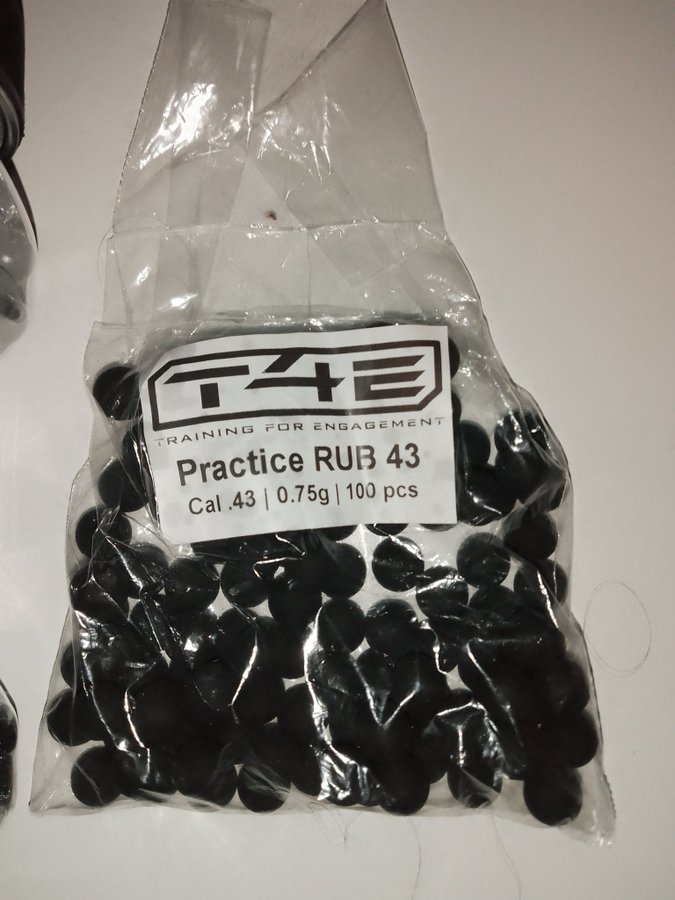 T4E
TRAINING FOR ENGAGEMENT
Practice RUB 43
Cal .43 | 0.75g | 100 pcs